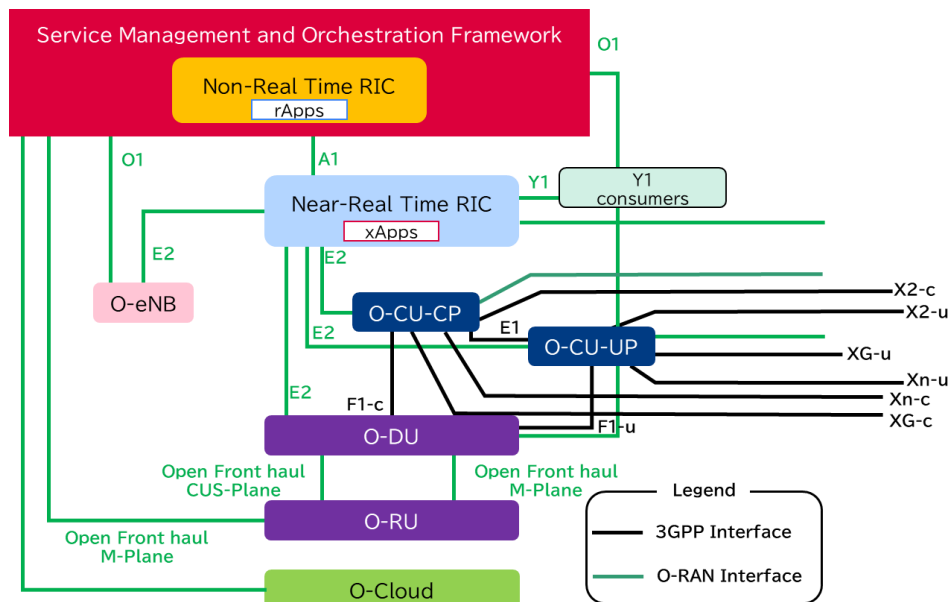 Service Management and Orchestration Framework
O1
Non-Real Time RIC
rApps
O1
A1
Y1
Y1
consumers
Near-Real Time RIC
xApps
E2
E2
O-eNB
O-CU-CP
X2-c
X2-u
E2
E1
O-CU-UP
XG-u
Xn-u
E2
Xn-c
F1-c
XG-c
F1-u
O-DU
Open Front haul
CUS-Plane
Open Front haul
M-Plane
Legend
O-RU
3GPP Interface
Open Front haul
M-Plane
O-RAN Interface
O-Cloud